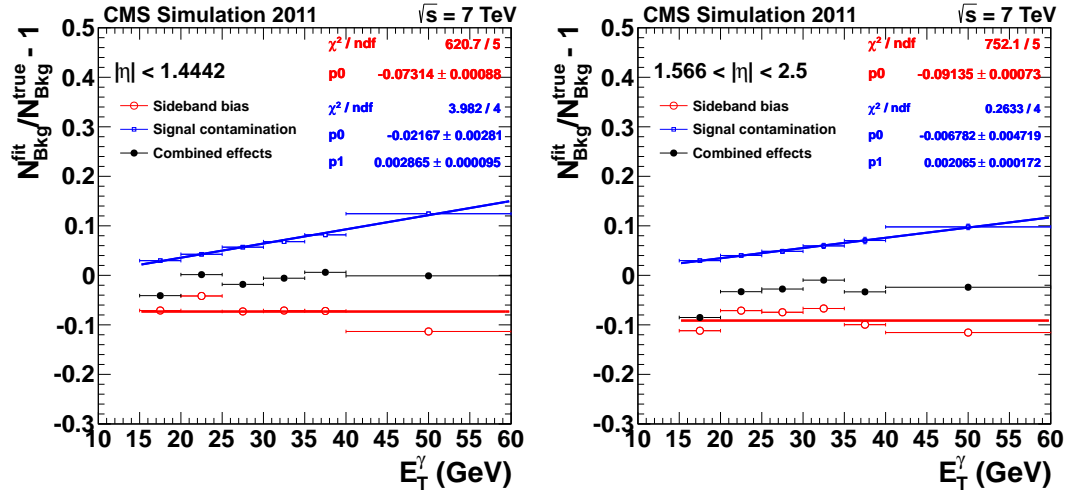 CMS Simulation 2011 √s = 7 TeV
N^fit_Bkg/N^true_Bkg - 1
0.5
0.4
0.3
0.2
0.1
0
-0.1
-0.2
-0.3
χ² / ndf 620.7 / 5
p0 -0.07314 ± 0.00088
|η| < 1.4442
Sideband bias
Signal contamination
Combined effects
χ² / ndf 3.982 / 4
p0 -0.02167 ± 0.00281
p1 0.002865 ± 0.000095
10 15 20 25 30 35 40 45 50 55 60
E_T^γ (GeV)
CMS Simulation 2011 √s = 7 TeV
N^fit_Bkg/N^true_Bkg - 1
0.5
0.4
0.3
0.2
0.1
0
-0.1
-0.2
-0.3
χ² / ndf 752.1 / 5
p0 -0.09135 ± 0.00073
1.566 < |η| < 2.5
Sideband bias
Signal contamination
Combined effects
χ² / ndf 0.2633 / 4
p0 -0.006782 ± 0.004719
p1 0.002065 ± 0.000172
10 15 20 25 30 35 40 45 50 55 60
E_T^γ (GeV)